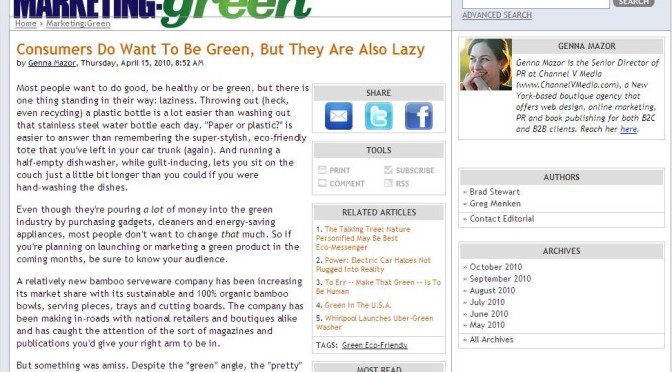 MARKETING:green
SEARCH
ADVANCED SEARCH
Home > Marketing:Green
Consumers Do Want To Be Green, But They Are Also Lazy
by Genna Mazor, Thursday, April 15, 2010, 8:52 AM
Most people want to do good, be healthy or be green, but there is
one thing standing in their way: laziness. Throwing out (heck,
even recycling) a plastic bottle is a lot easier than washing out
that stainless steel water bottle each day. "Paper or plastic?" is
easier to answer than remembering the super-stylish, eco-friendly
tote that you've left in your car trunk (again). And running a
half-empty dishwasher, while guilt-inducing, lets you sit on the
couch just a little bit longer than you could if you were
hand-washing the dishes.
Even though they're pouring a lot of money into the green
industry by purchasing gadgets, cleaners and energy-saving
appliances, most people don't want to change that much. So if
you're planning on launching or marketing a green product in the
coming months, be sure to know your audience.
A relatively new bamboo serveware company has been increasing
its market share with its sustainable and 100% organic bamboo
bowls, serving pieces, trays and cutting boards. The company has
been making in-roads with national retailers and boutiques alike
and has caught the attention of the sort of magazines and
publications you'd give your right arm to be in.
But something was amiss. Despite the "green" angle, the "pretty"
SHARE
t
f
TOOLS
PRINT
SUBSCRIBE
COMMENT
RSS
RELATED ARTICLES
1. The Talking Tree: Nature
Personified May Be Best
Eco-Messenger
2. Power: Electric Car Haloes Not
Plugged Into Reality
3. To Err -- Make That Green -- Is To
Be Human
4. Green In The U.S.A.
5. Whirlpool Launches Uber-Green
Washer
TAGS: Green Eco-Friendly
MOST READ
GENNA MAZOR
Genna Mazor is the Senior Director of
PR at Channel V Media
(www.ChannelVMedia.com), a New
York-based boutique agency that
offers web design, online marketing,
PR and book publishing for both B2C
and B2B clients. Reach her here.
AUTHORS
» Brad Stewart
» Greg Menken
» Contact Editorial
ARCHIVES
» October 2010
» September 2010
» August 2010
» July 2010
» June 2010
» May 2010
» All Archives